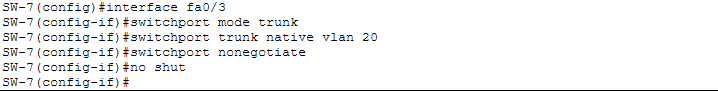 SW-7(config)#interface fa0/3
SW-7(config-if)#switchport mode trunk
SW-7(config-if)#switchport trunk native vlan 20
SW-7(config-if)#switchport nonegotiate
SW-7(config-if)#no shut
SW-7(config-if)#